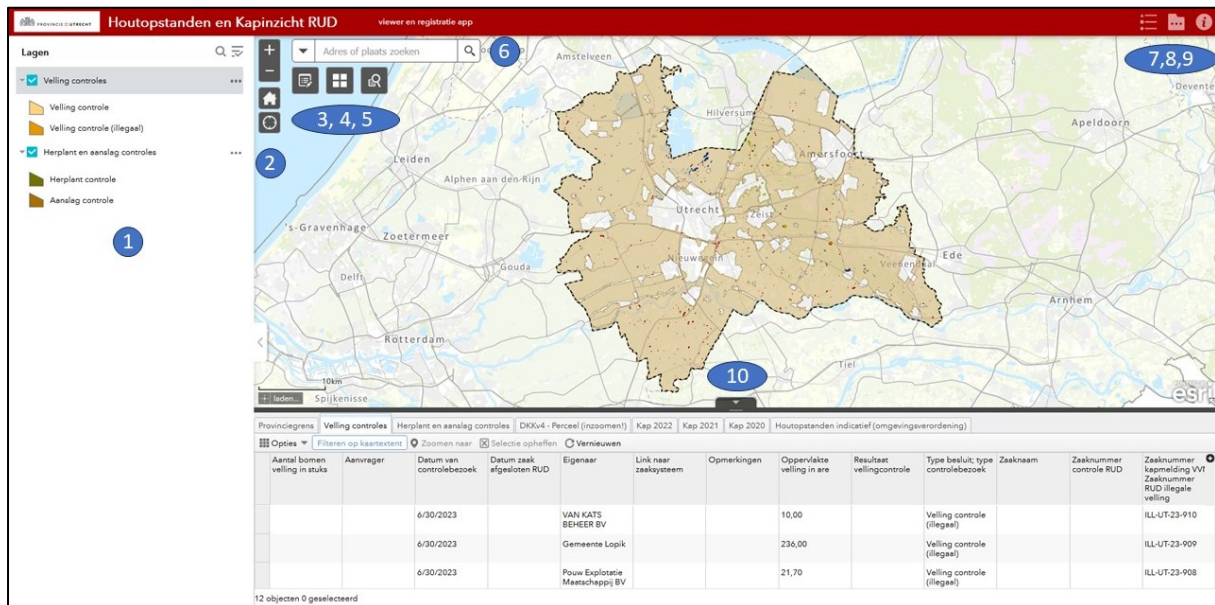 PROVINCIE UTRECHT
Houtopstanden en Kapinzicht RUD
viewer en registratie app
Lagen
Velling controles
Velling controle
Velling controle (illegaal)
Herplant en aanslag controles
Herplant controle
Aanslag controle
1
Adres of plaats zoeken
6
7,8,9
3, 4, 5
2
Amstelveen
Hilversum
Deventer
Apeldoorn
Leiden
Amersfoort
Alphen aan den Rijn
Utrecht
Zeist
's-Gravenhage
Zoetermeer
Nieuwegein
Ede
Veenendaal
Gouda
Delft
Arnhem
Rotterdam
10
Tiel
10km
laden...
Spijkenisse
esri
Provinciegrens
Velling controles
Herplant en aanslag controles
DKKv4 - Perceel (inzoomen!)
Kap 2022
Kap 2021
Kap 2020
Houtopstanden indicatief (omgevingsverordening)
Opties
Filteren op kaartextent
Zoomen naar
Selectie opheffen
Vernieuwen
Aantal bomen velling in stuks
Aanvrager
Datum van controlebezoek
Datum zaak afgesloten RUD
Eigenaar
Link naar zaaksysteem
Opmerkingen
Oppervlakte velling in are
Resultaat vellingcontrole
Type besluit; type controlebezoek
Zaaknaam
Zaaknummer controle RUD
Zaaknummer kapmelding VVI Zaaknummer RUD illegale velling
6/30/2023 VAN KATS BEHEER BV 10,00 Velling controle (illegaal) ILL-UT-23-910
6/30/2023 Gemeente Lopik 236,00 Velling controle (illegaal) ILL-UT-23-909
6/30/2023 Pouw Explotatie Maatschappij BV 21,70 Velling controle (illegaal) ILL-UT-23-908
12 objecten 0 geselecteerd